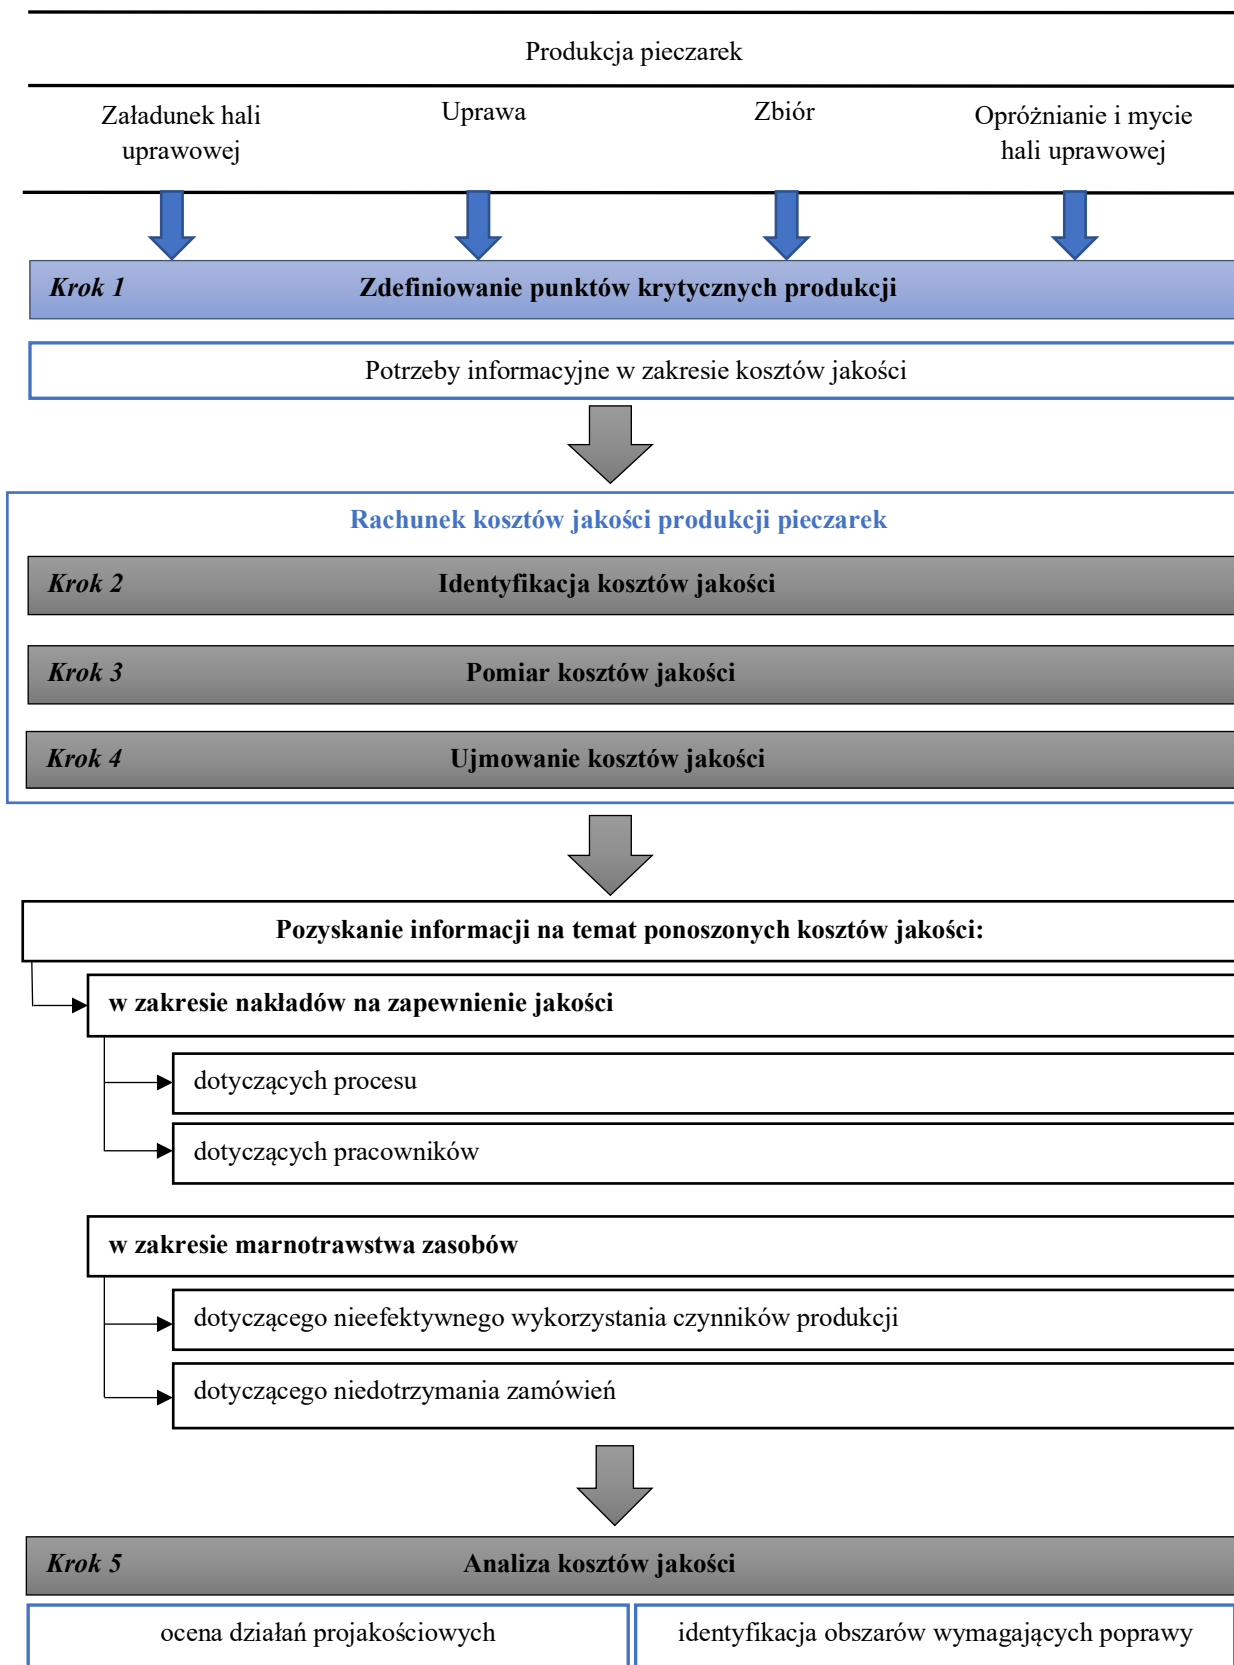 Produkcja pieczarek
Załadunek hali
uprawowej
Uprawa
Zbiór
Opróżnianie i mycie
hali uprawowej
Krok 1 Zdefiniowanie punktów krytycznych produkcji
Potrzeby informacyjne w zakresie kosztów jakości
Rachunek kosztów jakości produkcji pieczarek
Krok 2 Identyfikacja kosztów jakości
Krok 3 Pomiar kosztów jakości
Krok 4 Ujmowanie kosztów jakości
Pozyskanie informacji na temat ponoszonych kosztów jakości:
w zakresie nakładów na zapewnienie jakości
dotyczących procesu
dotyczących pracowników
w zakresie marnotrawstwa zasobów
dotyczącego nieefektywnego wykorzystania czynników produkcji
dotyczącego niedotrzymania zamówień
Krok 5 Analiza kosztów jakości
ocena działań projakościowych
identyfikacja obszarów wymagających poprawy